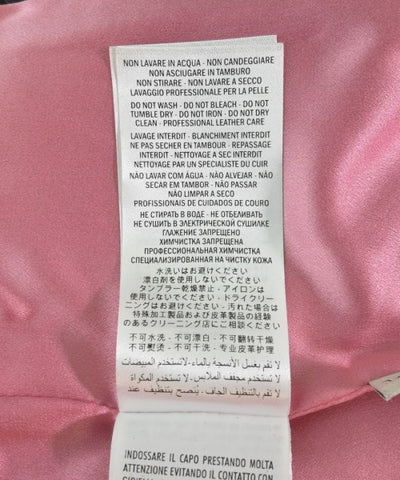 NON LAVARE IN ACQUA - NON CANDEGGIARE
NON ASCIUGARE IN TAMBURO
NON STIRARE - NON LAVARE A SECCO
LAVAGGIO PROFESSIONALE PER LA PELLE
DO NOT WASH - DO NOT BLEACH - DO NOT
TUMBLE DRY - DO NOT IRON - DO NOT DRY
CLEAN - PROFESSIONAL LEATHER CARE
LAVAGE INTERDIT - BLANCHIMENT INTERDIT
NE PAS SECHER EN TAMBOUR - REPASSAGE
INTERDIT - NETTOYAGE A SEC INTERDIT
NETTOYAGE PAR UN SPECIALISTE DU CUIR
NÃO LAVAR COM ÁGUA - NÃO ALVEJAR - NÃO
SECAR EM TAMBOR - NÃO PASSAR
NÃO LIMPAR A SECO
PROFISSIONAIS DE CUIDADOS DE COURO
НЕ СТИРАТЬ В ВОДЕ - НЕ ОТБЕЛИВАТЬ
НЕ СУШИТЬ В ЭЛЕКТРИЧЕСКОЙ СУШИЛКЕ
ГЛАЖЕНИЕ ЗАПРЕЩЕНО
ХИМЧИСТКА ЗАПРЕЩЕНА
ПРОФЕССИОНАЛЬНАЯ ХИМЧИСТКА
СПЕЦИАЛИЗИРОВАННАЯ НА ЧИСТКУ КОЖИ
水洗いはお避けください
漂白剤を使用しないでください
タンブラー乾燥禁止 - アイロンは
使用しないでください - ドライクリー
ニングはお避けください - 汚れた場合は
特殊加工製品および皮革製品の経験
のあるクリーニング店にご相談ください
不可水洗 - 不可漂白 - 不可翻转干燥
不可熨烫 - 不可干洗 - 专业皮革护理
لا تقم بغسل الأنسجة بالماء - لا تستخدم المبيضات
لا تستخدم مجفف الملابس - لا تستخدم المكواة
لا تقم بالتنظيف الجاف - يُنصح بتنظيف عند
INDOSSARE IL CAPO PRESTANDO MOLTA
ATTENZIONE EVITANDO IL CONTATTO CON